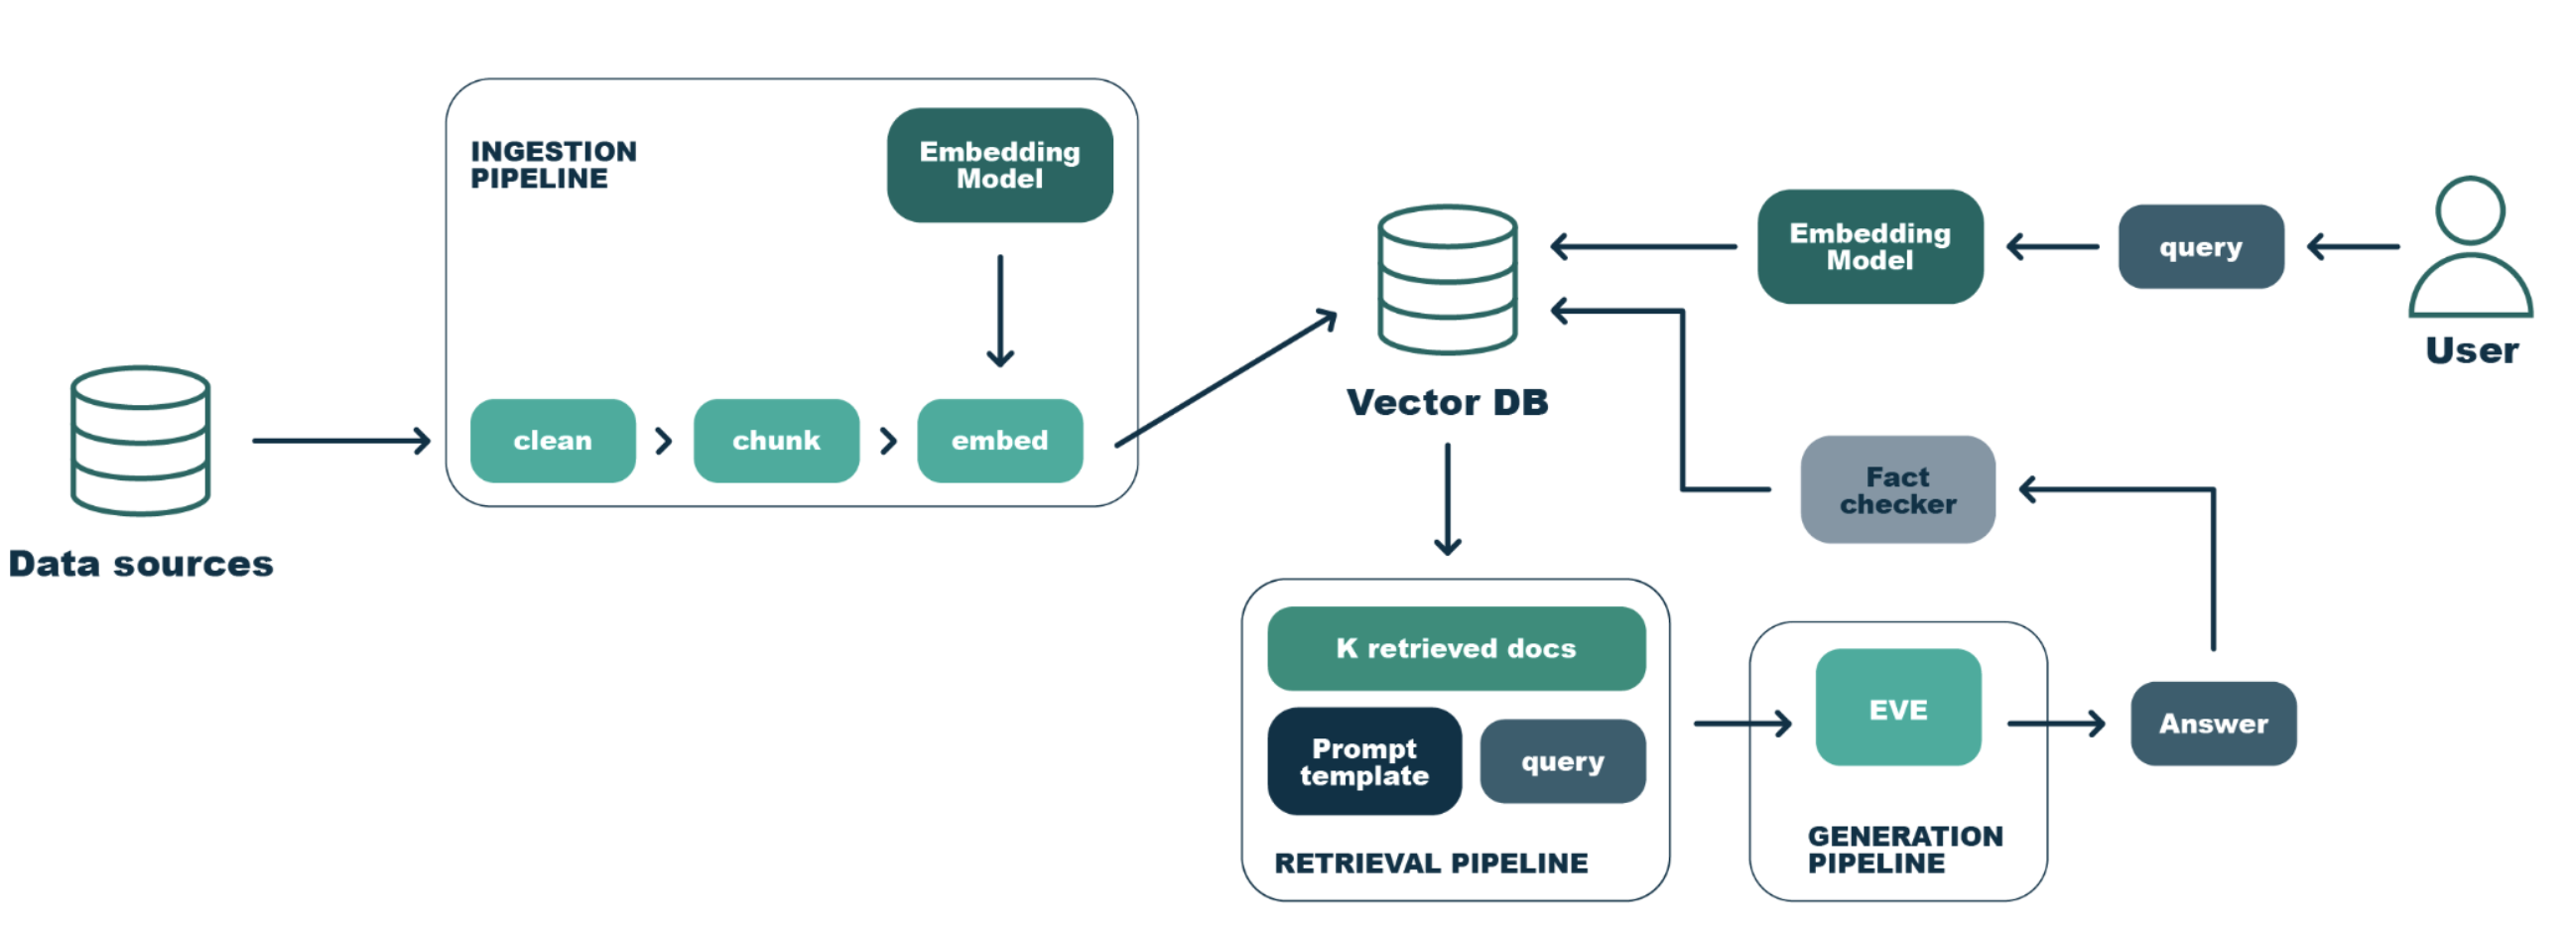 INGESTION
PIPELINE
Embedding
Model
clean
chunk
embed
Data sources
Vector DB
Embedding
Model
query
User
Fact
checker
K retrieved docs
Prompt
template
query
RETRIEVAL PIPELINE
EVE
GENERATION
PIPELINE
Answer